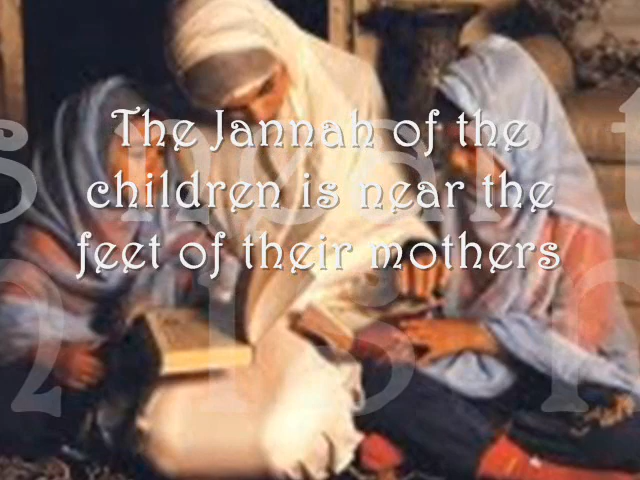 The Jannah of the
children is near the
feet of their mothers